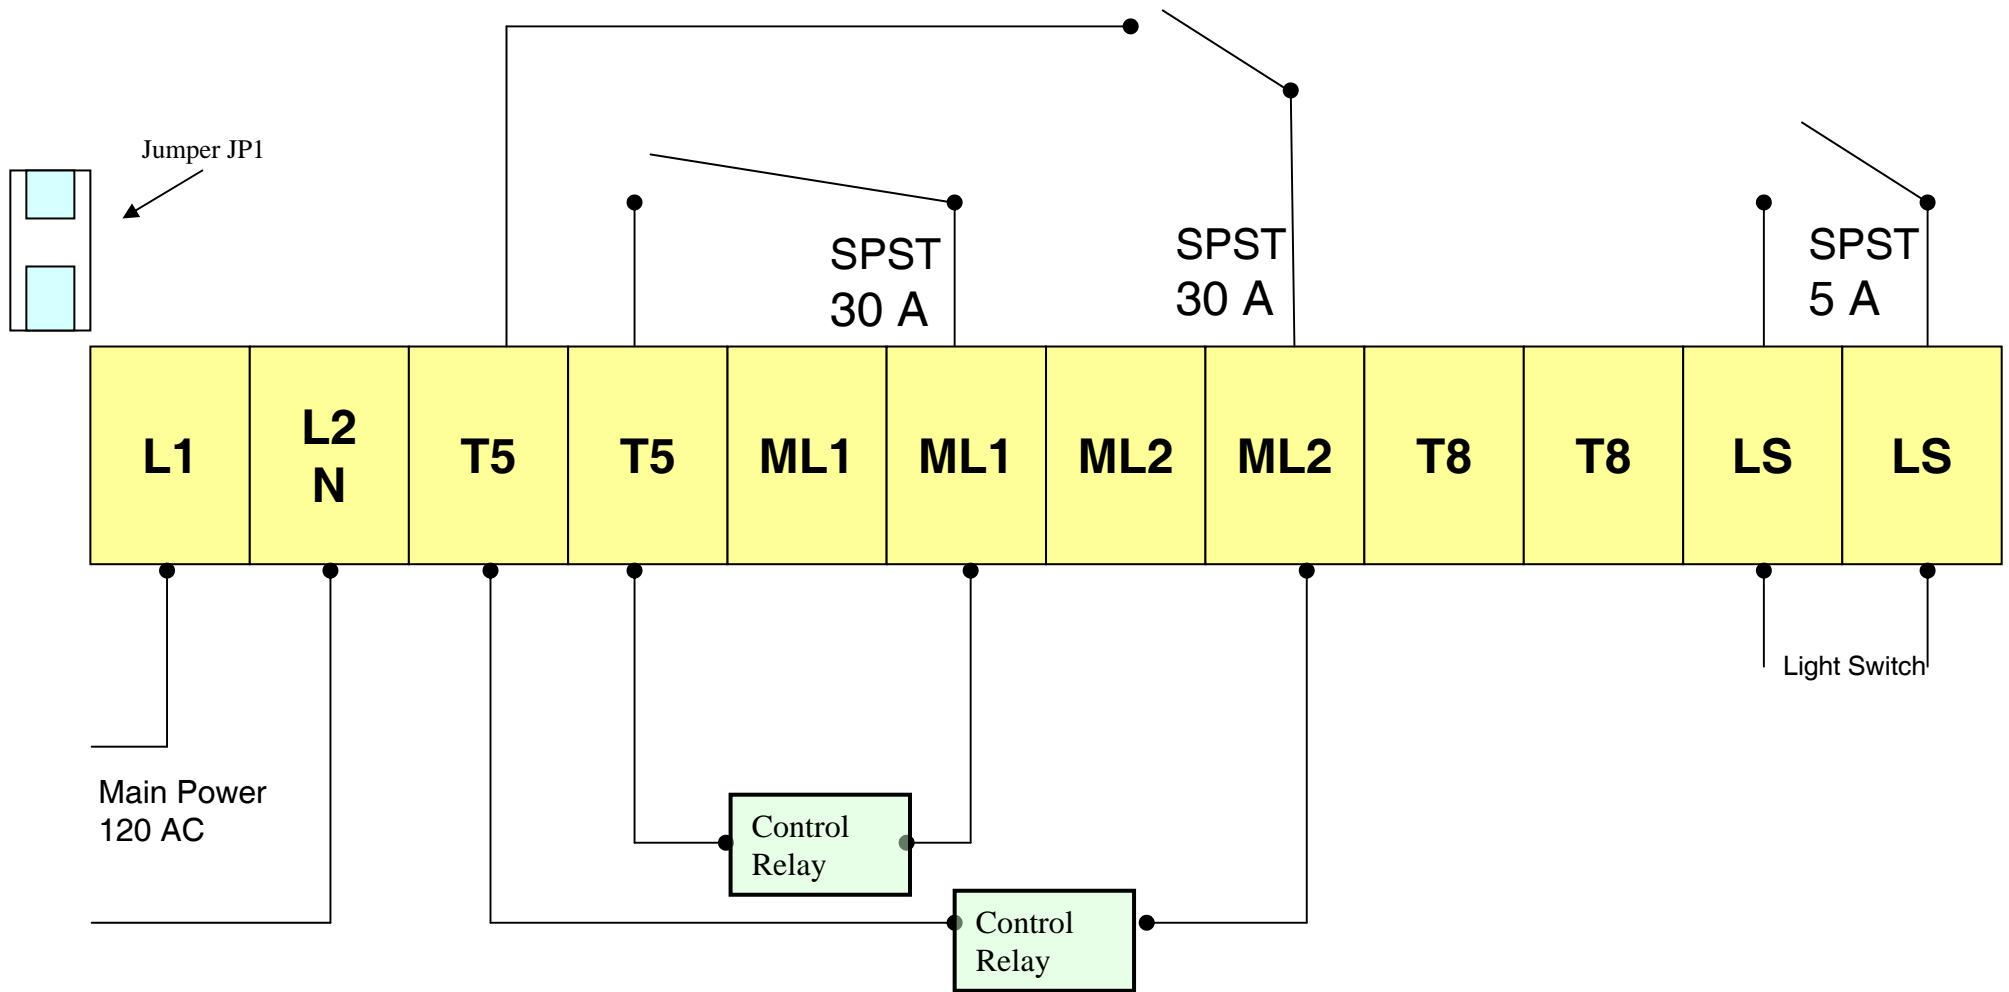 Jumper JP1
SPST
30 A
SPST
30 A
SPST
5 A
L1
L2
N
T5
T5
ML1
ML1
ML2
ML2
T8
T8
LS
LS
Light Switch
Main Power
120 AC
Control
Relay
Control
Relay